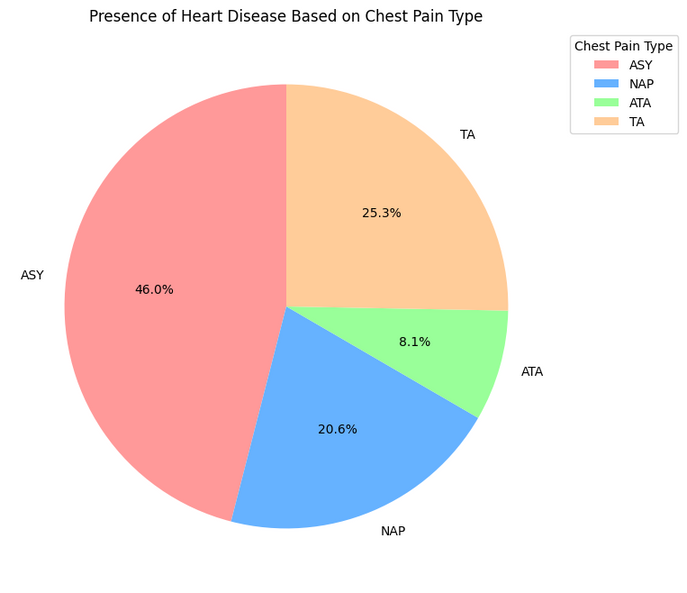 Presence of Heart Disease Based on Chest Pain Type
Chest Pain Type
ASY
NAP
ATA
TA
TA
25.3%
ASY
46.0%
8.1%
ATA
20.6%
NAP